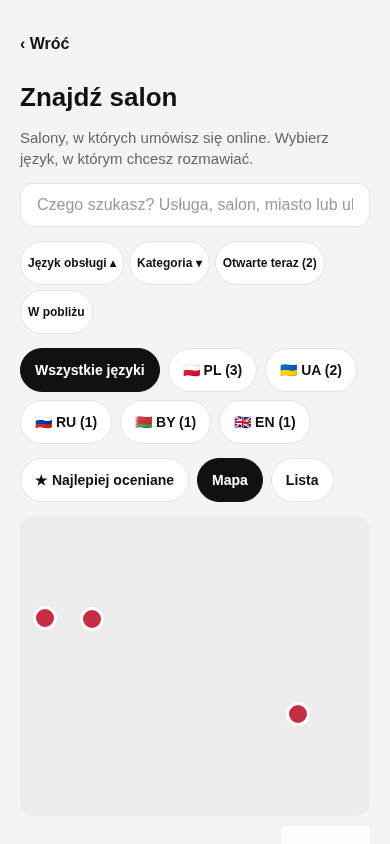 ‹ Wróć
Znajdź salon
Salony, w których umówisz się online. Wybierz
język, w którym chcesz rozmawiać.
Czego szukasz? Usługa, salon, miasto lub ul
Język obsługi ▴ Kategoria ▾ Otwarte teraz (2)
W pobliżu
Wszystkie języki 🇵🇱 PL (3) 🇺🇦 UA (2)
🇷🇺 RU (1) 🇧🇾 BY (1) 🇬🇧 EN (1)
★ Najlepiej oceniane Mapa Lista